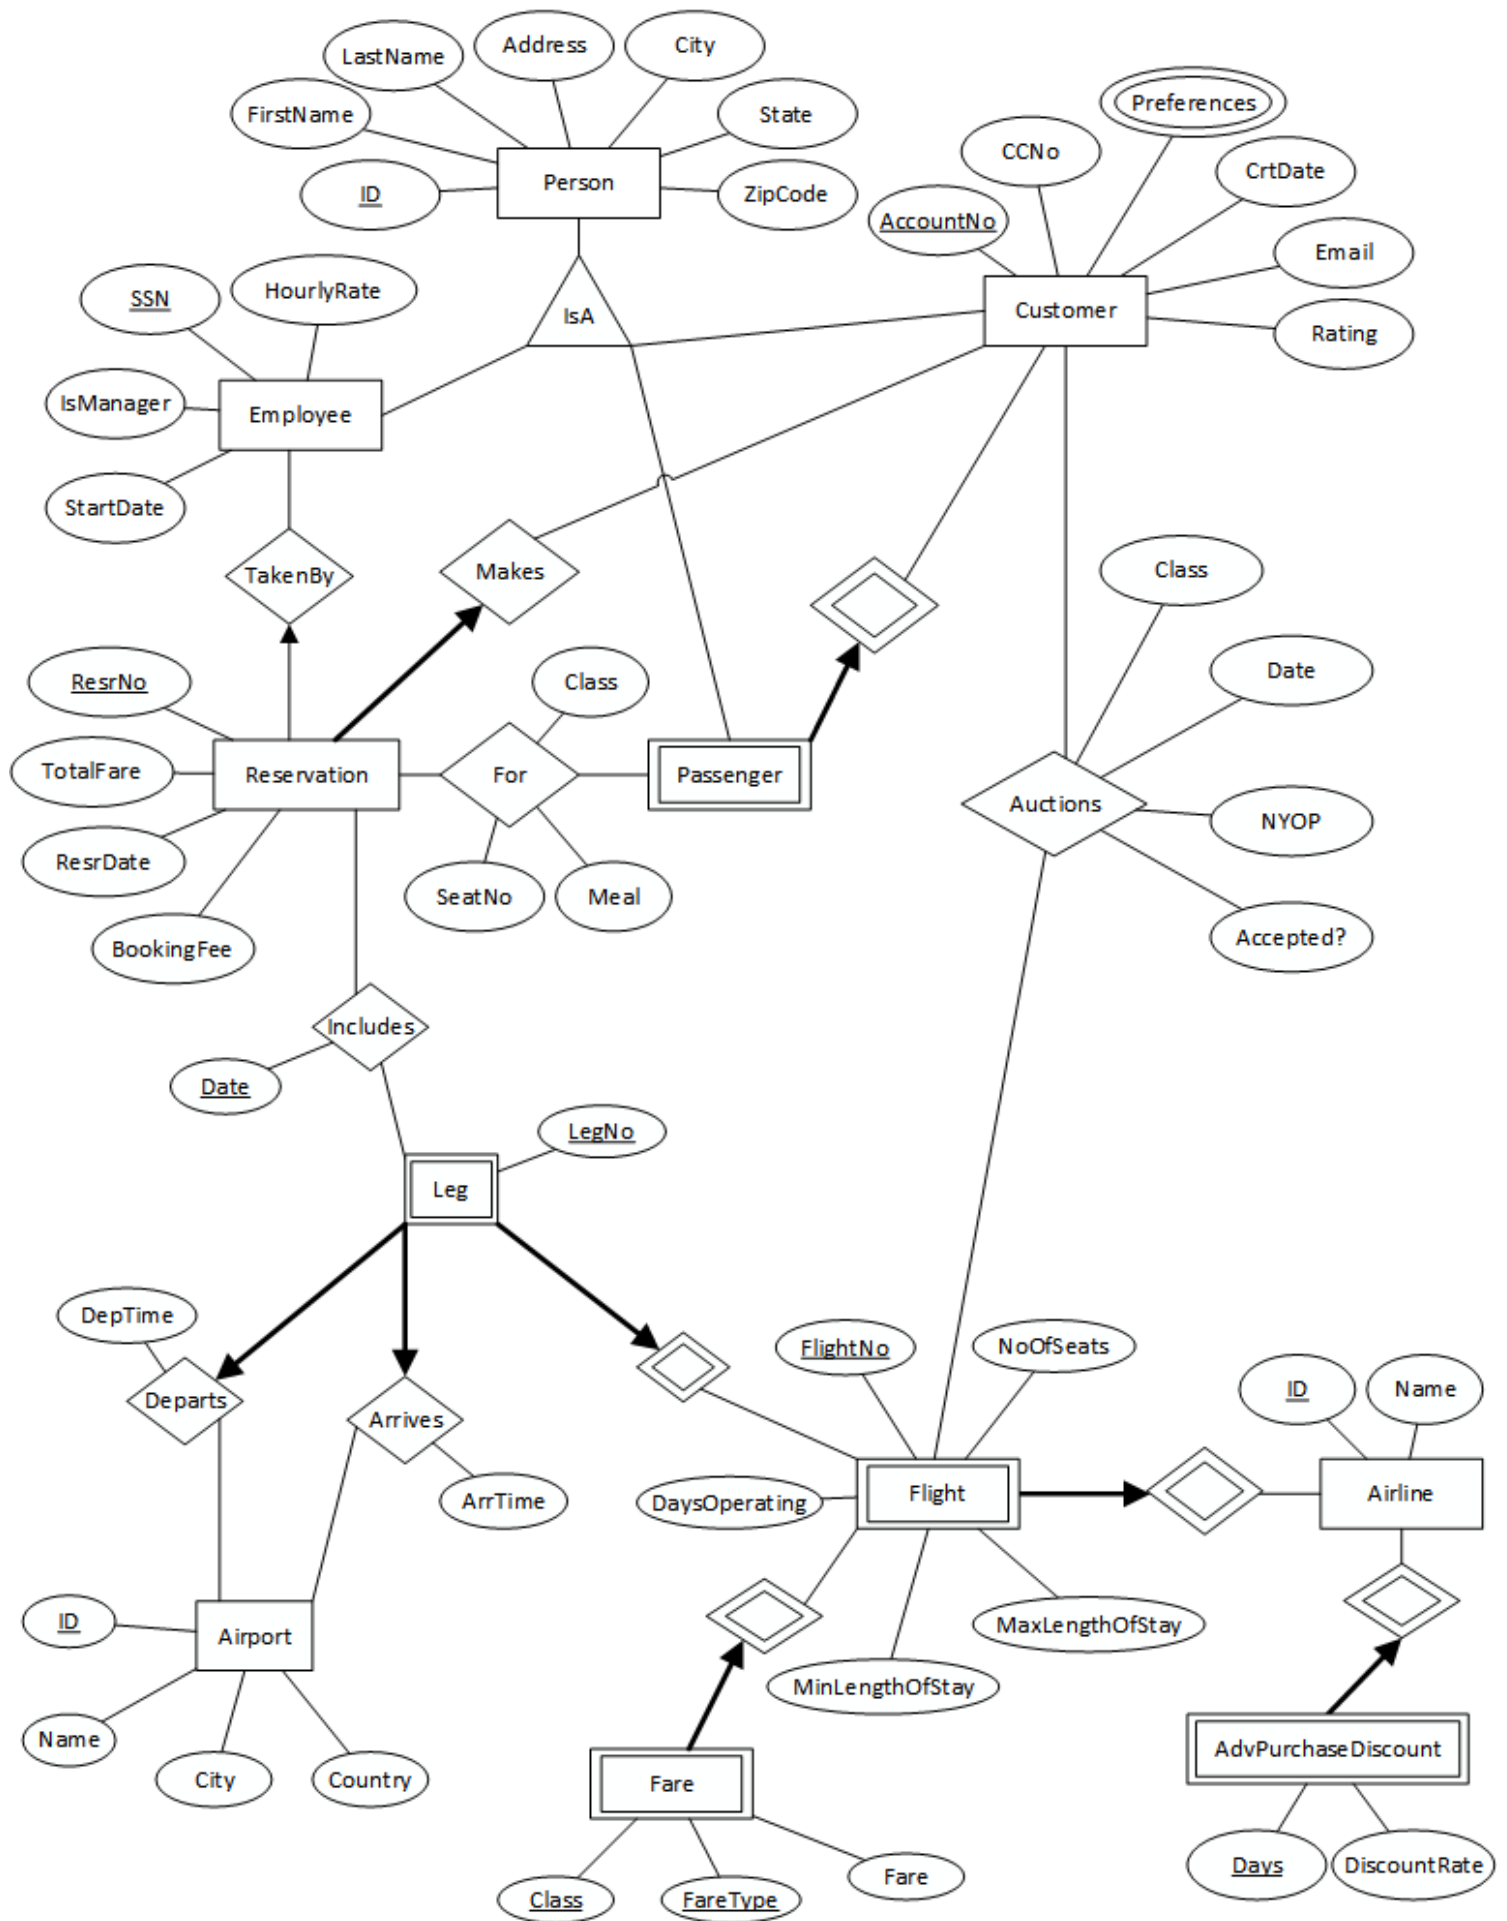 LastName
Address
City
FirstName
State
Person
ID
ZipCode
Preferences
CCNo
CrtDate
AccountNo
Email
Customer
Rating
SSN
HourlyRate
IsA
IsManager
Employee
StartDate
TakenBy
Makes
Class
Date
ResrNo
Class
TotalFare
Reservation
For
Passenger
Auctions
NYOP
ResrDate
SeatNo
Meal
BookingFee
Accepted?
Includes
Date
LegNo
Leg
DepTime
Departs
Arrives
ArrTime
FlightNo
NoOfSeats
ID
Name
DaysOperating
Flight
Airline
ID
Airport
MaxLengthOfStay
MinLengthOfStay
Name
City
Country
Fare
AdvPurchaseDiscount
Class
FareType
Fare
Days
DiscountRate